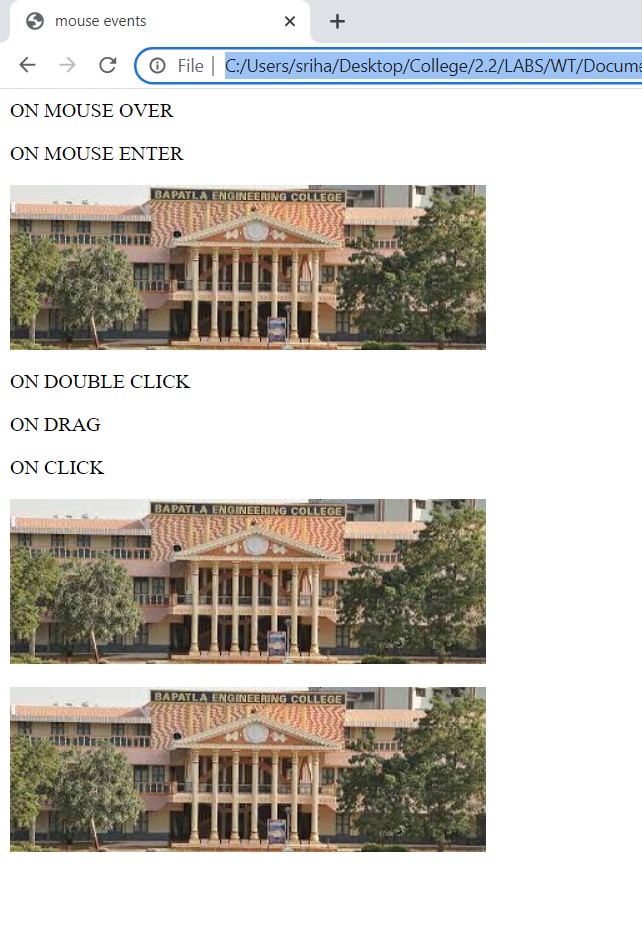 mouse events
File | C:/Users/sriha/Desktop/College/2.2/LABS/WT/Docume
ON MOUSE OVER
ON MOUSE ENTER
BAPATLA ENGINEERING COLLEGE
ON DOUBLE CLICK
ON DRAG
ON CLICK
BAPATLA ENGINEERING COLLEGE
BAPATLA ENGINEERING COLLEGE